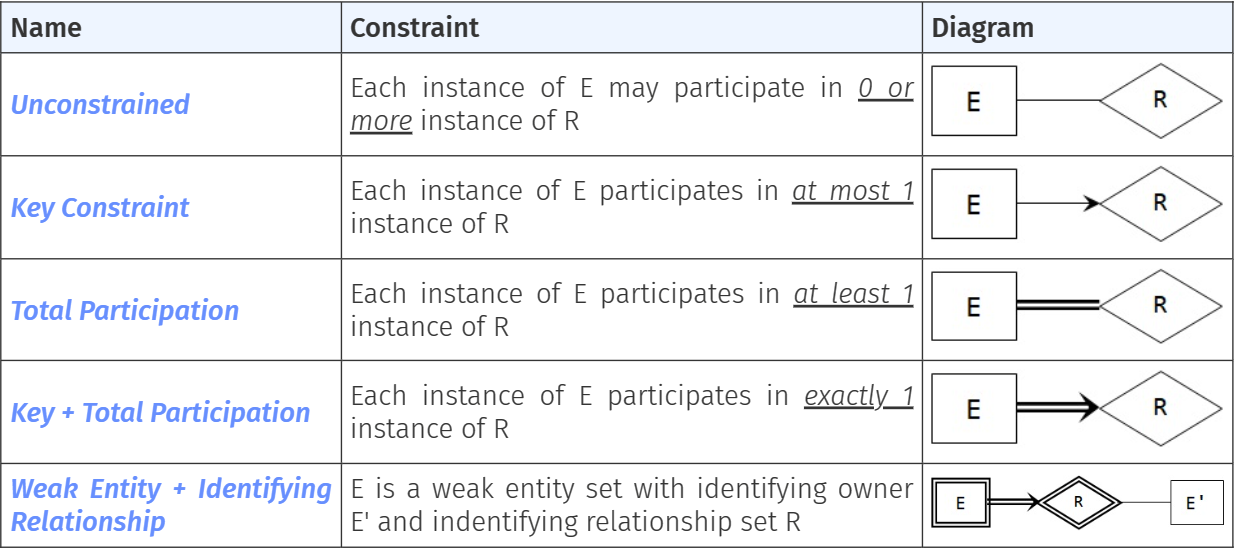 Name Constraint Diagram
Unconstrained
Each instance of E may participate in 0 or
more instance of R
E R
Key Constraint
Each instance of E participates in at most 1
instance of R
E R
Total Participation
Each instance of E participates in at least 1
instance of R
E R
Key + Total Participation
Each instance of E participates in exactly 1
instance of R
E R
Weak Entity + Identifying
Relationship
E is a weak entity set with identifying owner
E' and indentifying relationship set R
E R E'